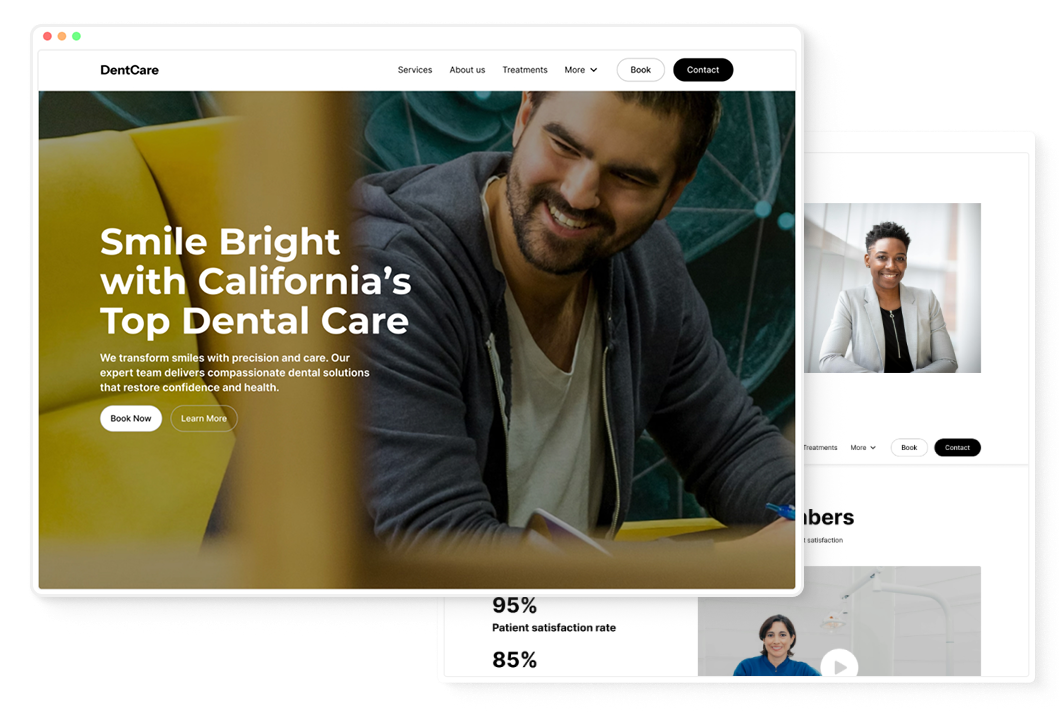 DentCare
Services About us Treatments More Book Contact
Smile Bright
with California’s
Top Dental Care
We transform smiles with precision and care. Our
expert team delivers compassionate dental solutions
that restore confidence and health.
Book Now Learn More
Treatments More Book Contact
satisfaction
95%
Patient satisfaction rate
85%